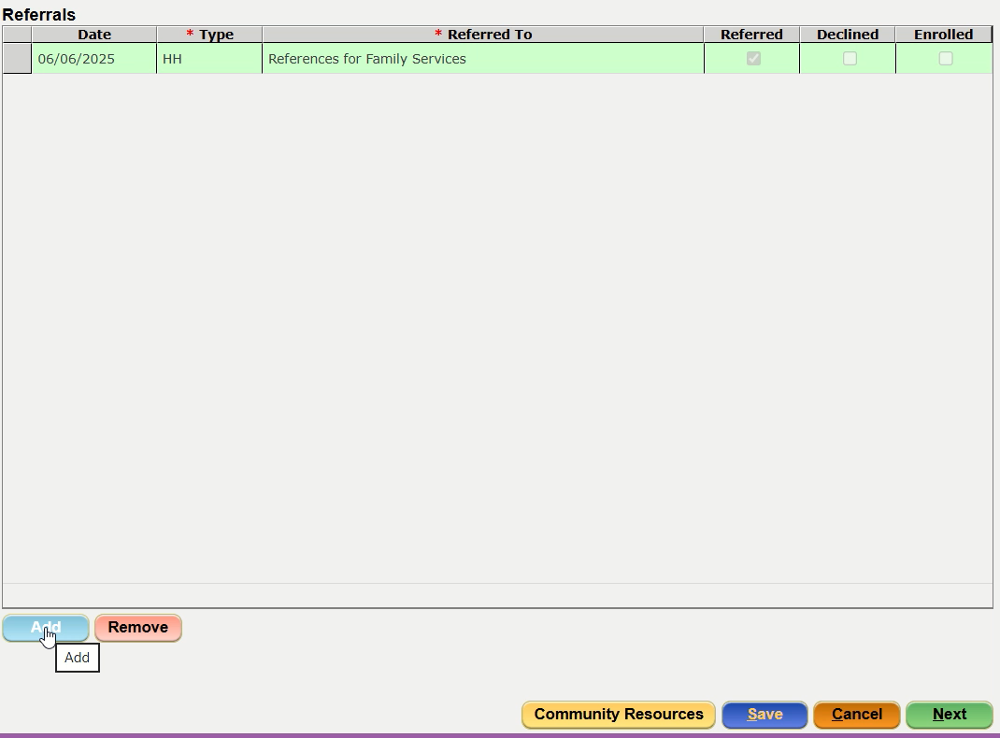 Referrals
Date * Type * Referred To Referred Declined Enrolled
06/06/2025 HH References for Family Services
Add Remove
Add
Community Resources Save Cancel Next